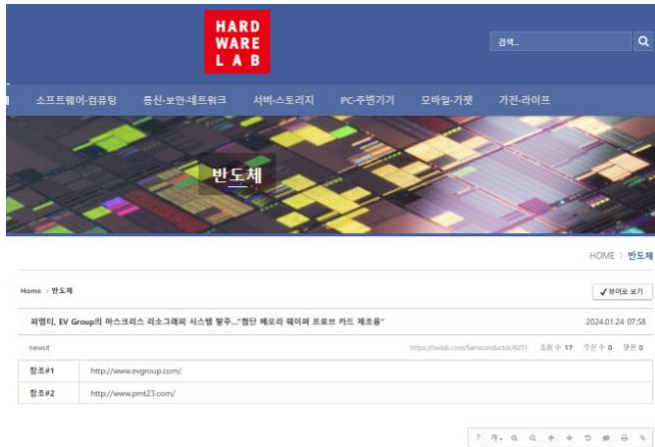 HARD
WARE
LAB
검색...
소프트웨어-컴퓨팅 통신-보안-네트워크 서버-스토리지 PC-주변기기 모바일-가젯 가전-라이프
반도체
HOME > 반도체
Home > 반도체
✔ 뷰어로 보기
피엠티, EV Group의 마스크리스 리소그래피 시스템 발주..."첨단 메모리 웨이퍼 프로브 카드 제조용"
2024.01.24 07:58
newsit
https://hwlab.com/Semiconductor/8211 조회 수 17 추천 수 0 댓글 0
참조#1 http://www.evgroup.com/
참조#2 http://www.pmt23.com/
? 가